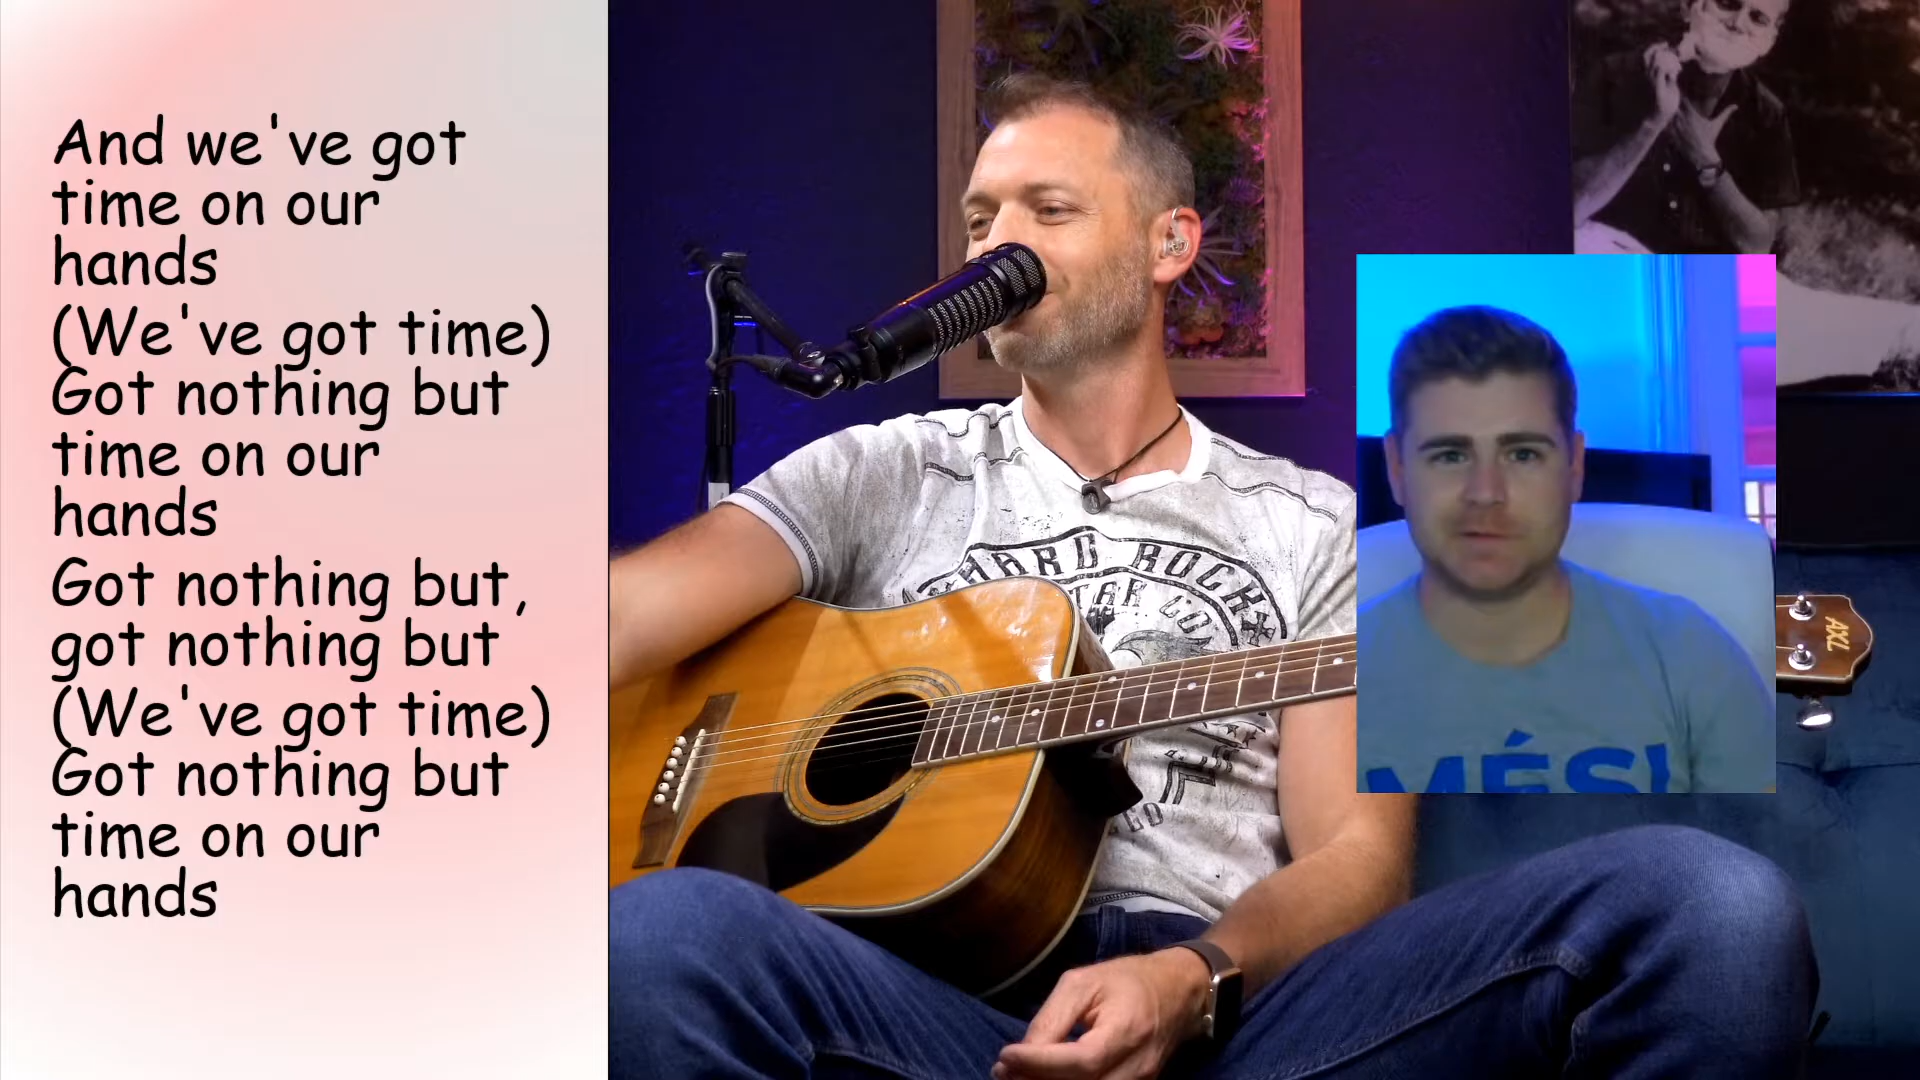 And we've got
time on our
hands
(We've got time)
Got nothing but
time on our
hands
Got nothing but,
got nothing but
(We've got time)
Got nothing but
time on our
hands
HARD ROCK
AXL
MÉSI